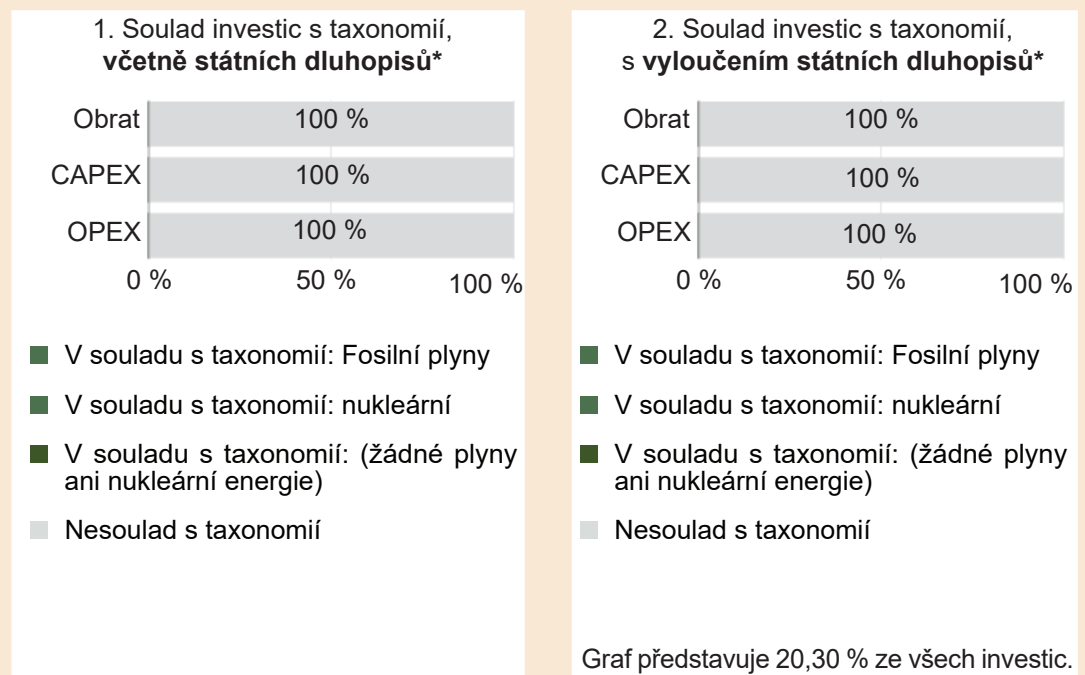 1. Soulad investic s taxonomií,
včetně státních dluhopisů*
Obrat 100 %
CAPEX 100 %
OPEX 100 %
0 % 50 % 100 %
V souladu s taxonomií: Fosilní plyny
V souladu s taxonomií: nukleární
V souladu s taxonomií: (žádné plyny
ani nukleární energie)
Nesoulad s taxonomií
2. Soulad investic s taxonomií,
s vyloučením státních dluhopisů*
Obrat 100 %
CAPEX 100 %
OPEX 100 %
0 % 50 % 100 %
V souladu s taxonomií: Fosilní plyny
V souladu s taxonomií: nukleární
V souladu s taxonomií: (žádné plyny
ani nukleární energie)
Nesoulad s taxonomií
Graf představuje 20,30 % ze všech investic.